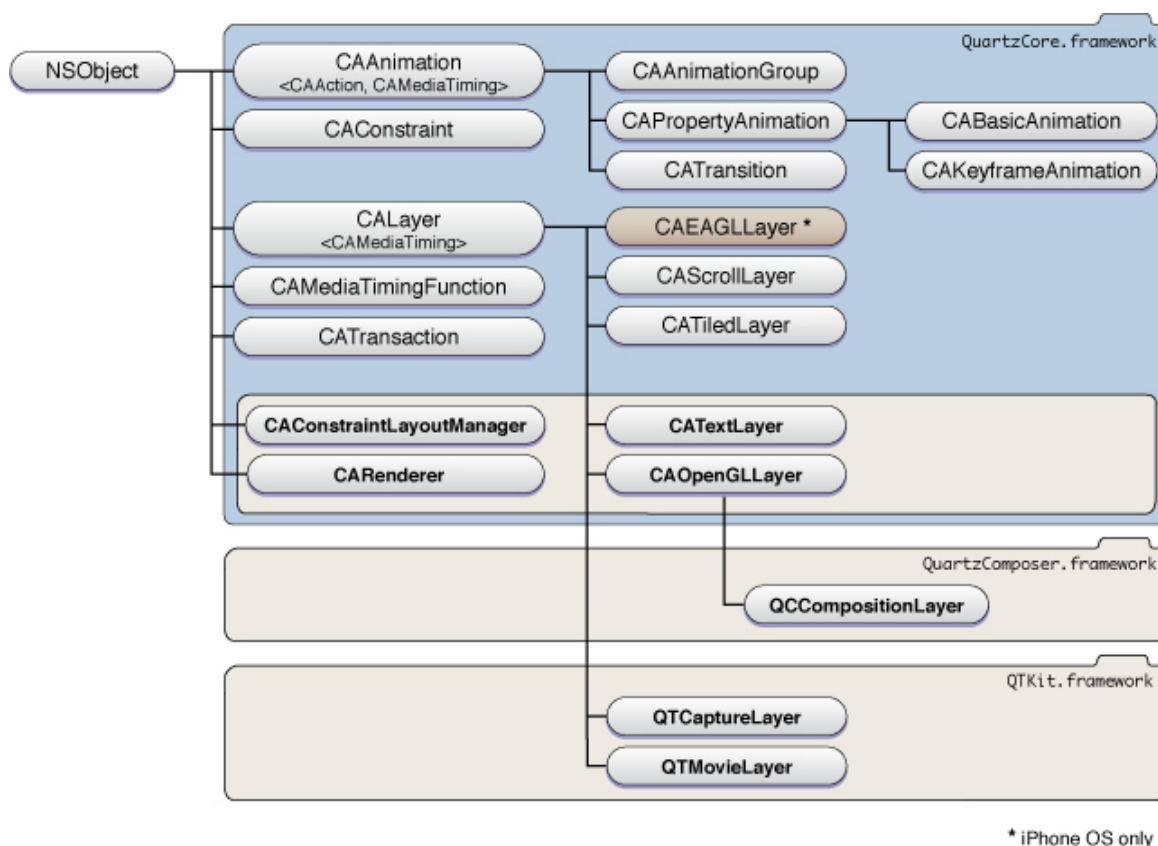 QuartzCore.framework
NSObject
CAAnimation
<CAAction, CAMediaTiming>
CAAnimationGroup
CAPropertyAnimation
CABasicAnimation
CAConstraint
CATransition
CAKeyframeAnimation
CALayer
<CAMediaTiming>
CAEAGLLayer *
CAScrollLayer
CAMediaTimingFunction
CATiledLayer
CATransaction
CAConstraintLayoutManager
CATextLayer
CARenderer
CAOpenGLLayer
QuartzComposer.framework
QCCompositionLayer
QTKit.framework
QTCaptureLayer
QTMovieLayer
* iPhone OS only